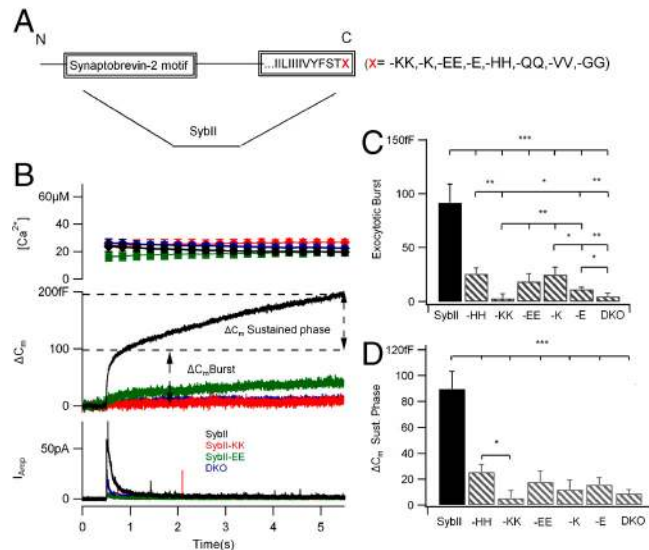 A
N
C
Synaptobrevin-2 motif
...IILIIIIVYFSTX
(X= -KK,-K,-EE,-E,-HH,-QQ,-VV,-GG)
SybII
B
60µM
40
20
0
[Ca2+]
200fF
100
0
ΔCm
ΔCm Sustained phase
ΔCmBurst
50pA
0
IAmp
SybII
SybII-KK
SybII-EE
DKO
0 1 2 3 4 5
Time(s)
C
150fF
100
50
0
Exocytotic Burst
***
** * **
**
* **
*
SybII -HH -KK -EE -K -E DKO
D
120fF
100
80
60
40
20
0
ΔCm Sust. Phase
***
*
SybII -HH -KK -EE -K -E DKO